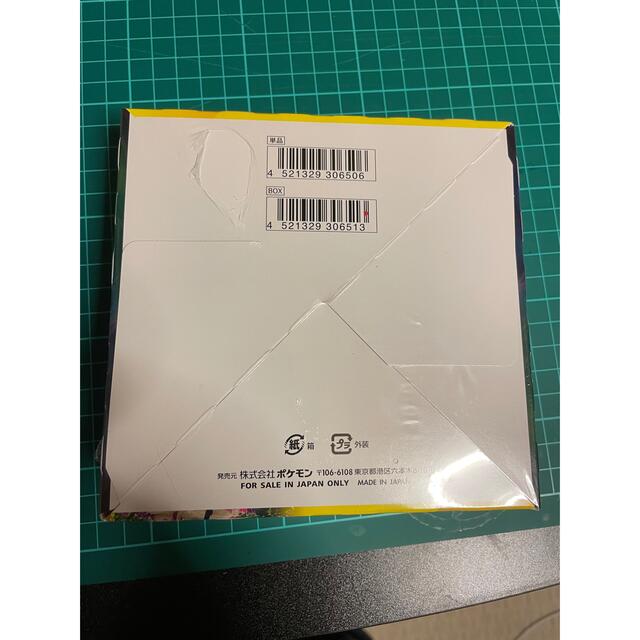 単品
4 521329 306506
BOX
4 521329 306513
紙 箱
プラ 外装
発売元 株式会社 ポケモン 〒106-6108 東京都港区六本木
FOR SALE IN JAPAN ONLY MADE IN JAPAN